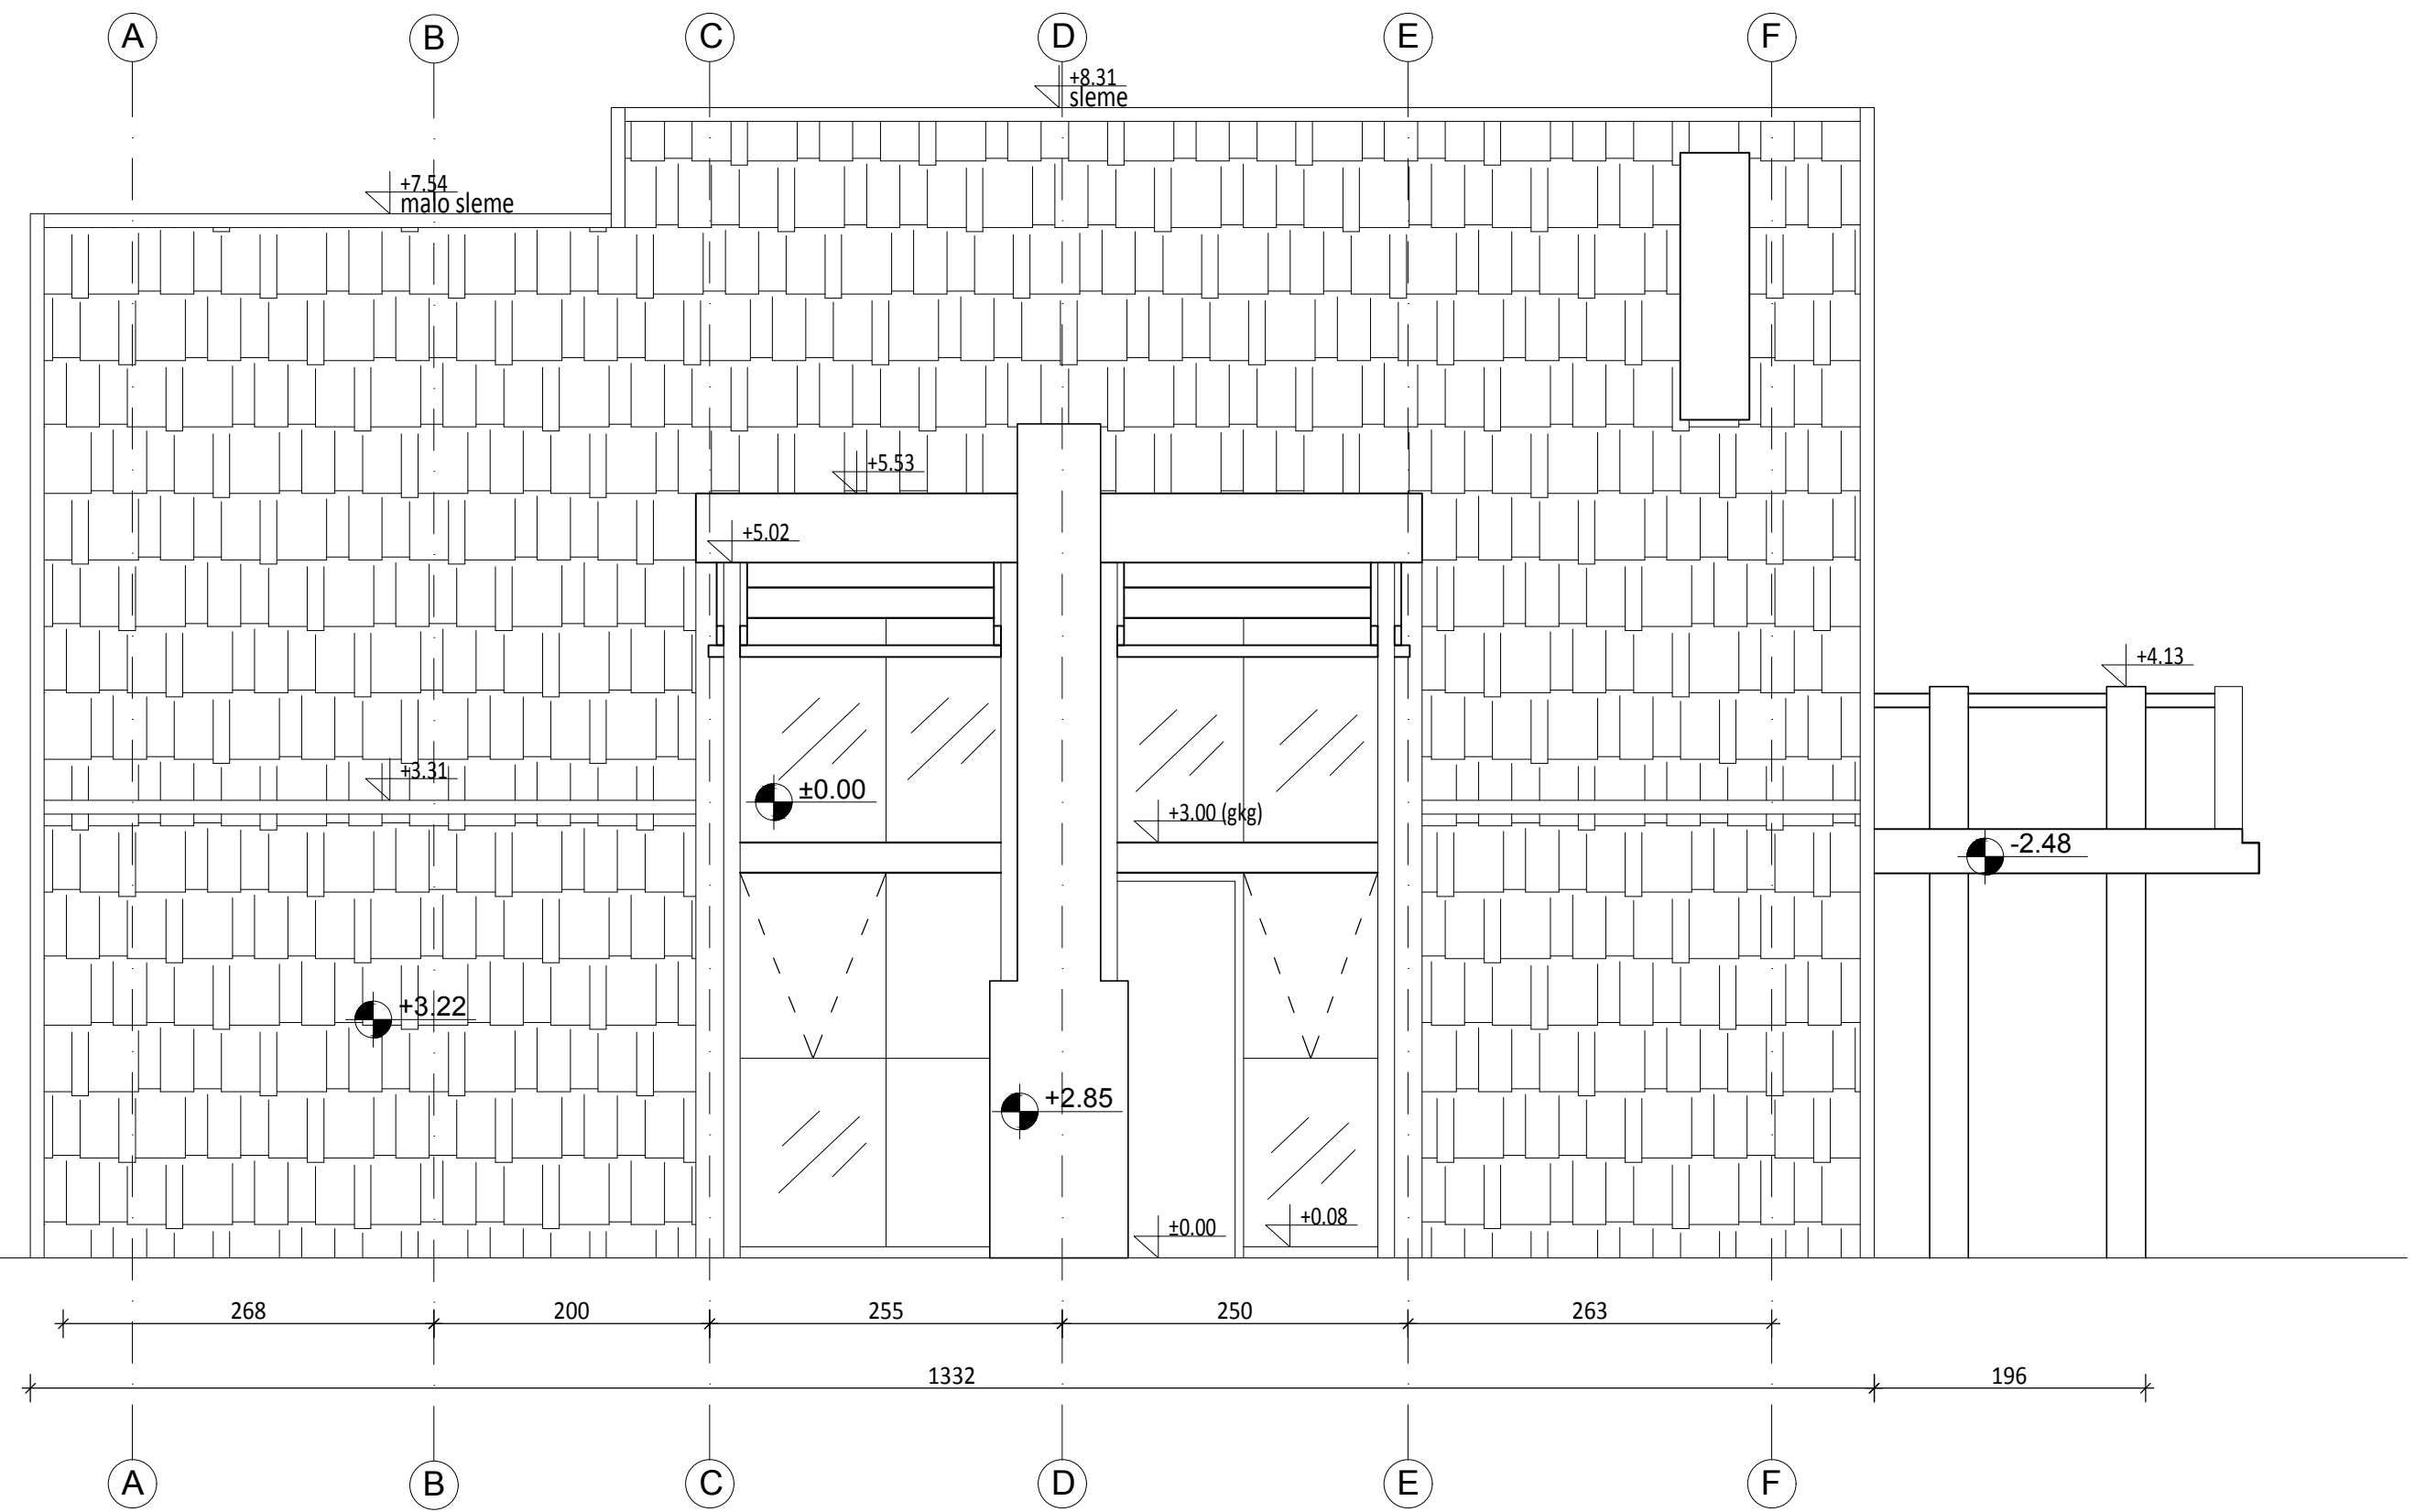 A B C D E F
+8.31
sleme
+7.54
malo sleme
+5.53
+5.02
+4.13
+3.31
±0.00
+3.00 (gkg)
-2.48
+3.22
+2.85
±0.00
+0.08
268 200 255 250 263
1332 196
A B C D E F